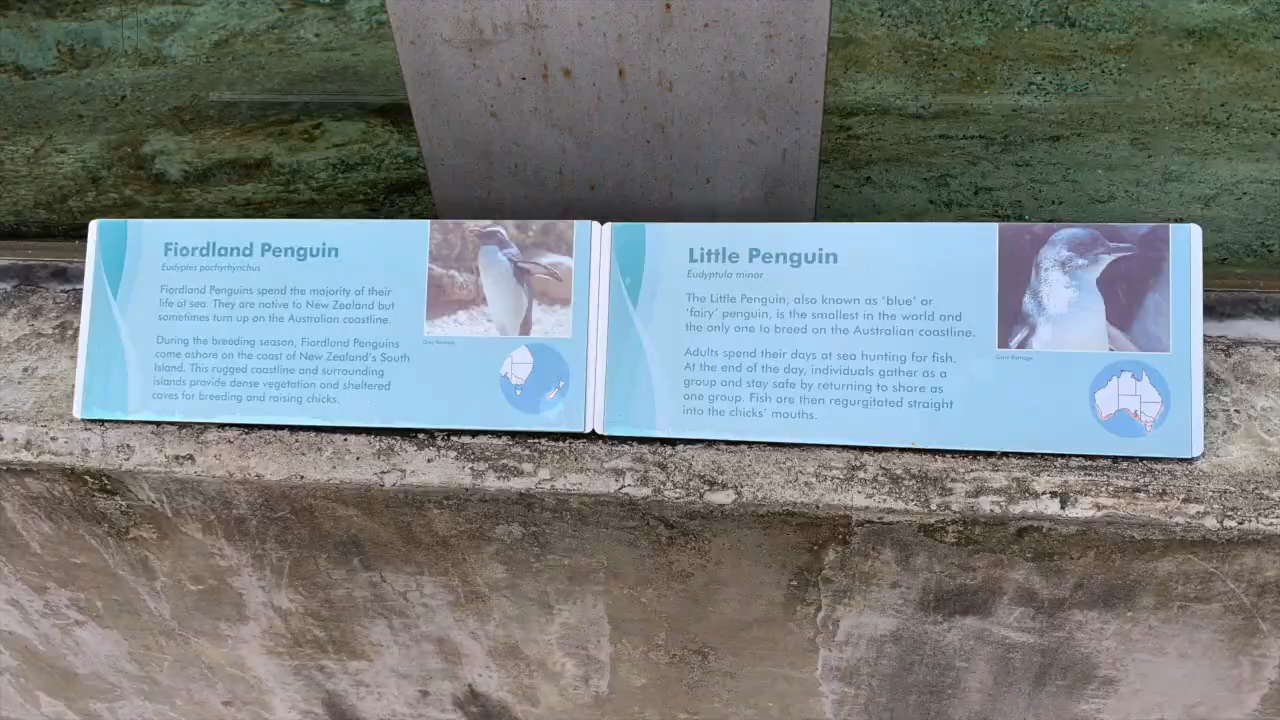 Fiordland Penguin
Eudyptes pachyrhynchus
Fiordland Penguins spend the majority of their
life at sea. They are native to New Zealand but
sometimes turn up on the Australian coastline.
During the breeding season, Fiordland Penguins
come ashore on the coast of New Zealand's South
Island. This rugged coastline and surrounding
islands provide dense vegetation and sheltered
caves for breeding and raising chicks.
Little Penguin
Eudyptula minor
The Little Penguin, also known as 'blue' or
'fairy' penguin, is the smallest in the world and
the only one to breed on the Australian coastline.
Adults spend their days at sea hunting for fish.
At the end of the day, individuals gather as a
group and stay safe by returning to shore as
one group. Fish are then regurgitated straight
into the chicks' mouths.